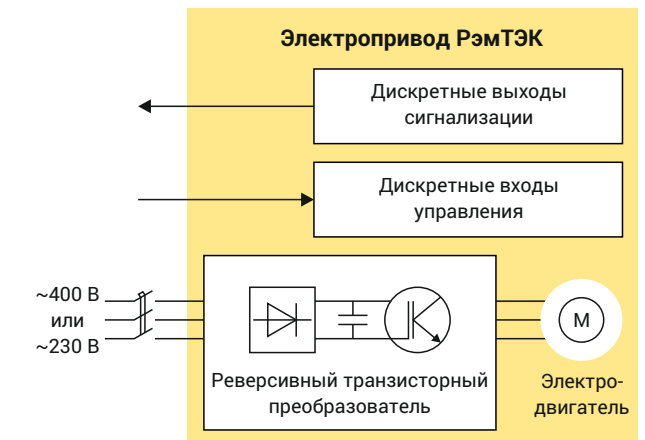 Электропривод РэмТЭК
Дискретные выходы
сигнализации
Дискретные входы
управления
~400 В
или
~230 В
Реверсивный транзисторный
преобразователь
М
Электро-
двигатель